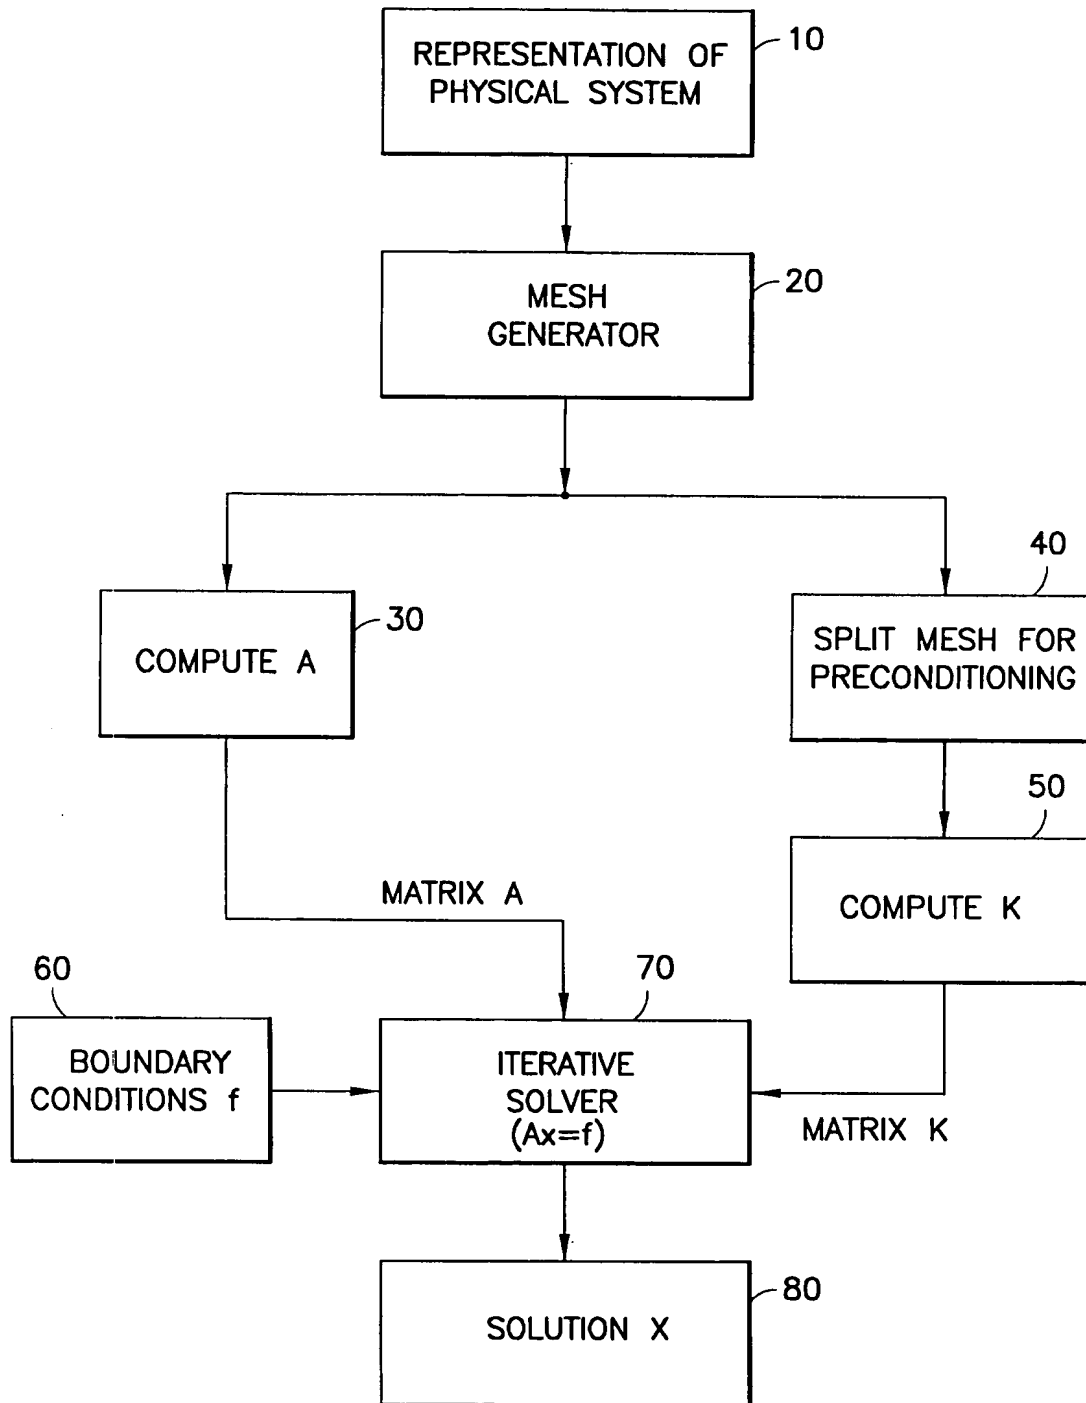 REPRESENTATION OF
PHYSICAL SYSTEM
10
MESH
GENERATOR
20
COMPUTE A
30
40
SPLIT MESH FOR
PRECONDITIONING
50
COMPUTE K
MATRIX A
60
BOUNDARY
CONDITIONS f
70
ITERATIVE
SOLVER
(Ax=f)
MATRIX K
SOLUTION X
80